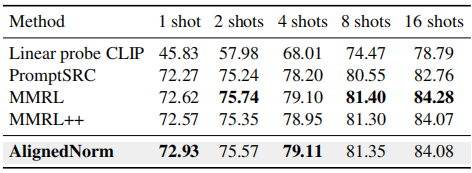 Method 1 shot 2 shots 4 shots 8 shots 16 shots
Linear probe CLIP 45.83 57.98 68.01 74.47 78.79
PromptSRC 72.27 75.24 78.20 80.55 82.76
MMRL 72.62 75.74 79.10 81.40 84.28
MMRL++ 72.57 75.35 78.95 81.30 84.07
AlignedNorm 72.93 75.57 79.11 81.35 84.08